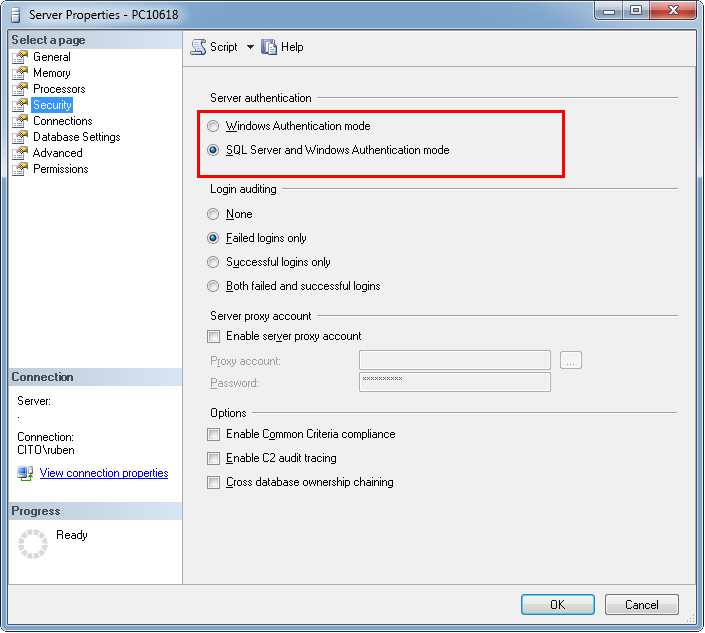 Server Properties - PC10618
Select a page
General
Memory
Processors
Security
Connections
Database Settings
Advanced
Permissions
Connection
Server:
.
Connection:
CITO\ruben
View connection properties
Progress
Ready
Script Help
Server authentication
Windows Authentication mode
SQL Server and Windows Authentication mode
Login auditing
None
Failed logins only
Successful logins only
Both failed and successful logins
Server proxy account
Enable server proxy account
Proxy account:
...
Password: **********
Options
Enable Common Criteria compliance
Enable C2 audit tracing
Cross database ownership chaining
OK Cancel